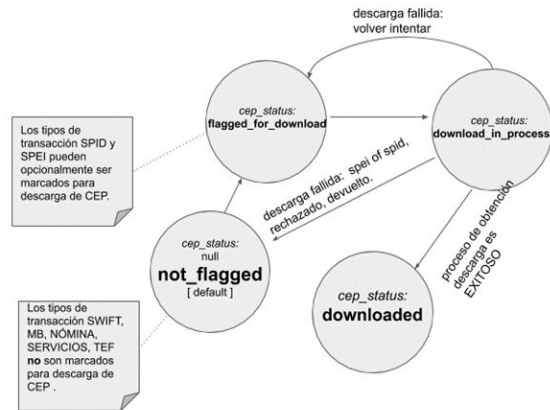 descarga fallida:
volver intentar
cep_status:
flagged_for_download
cep_status:
download_in_process
Los tipos de
transacción SPID y
SPEI pueden
opcionalmente ser
marcados para
descarga de CEP.
descarga fallida: spei of spid,
rechazado, devuelto.
cep_status:
null
not_flagged
[ default ]
proceso de obtención
descarga es
EXITOSO
cep_status:
downloaded
Los tipos de
transacción SWIFT,
MB, NÓMINA,
SERVICIOS, TEF
no son marcados
para descarga de
CEP .